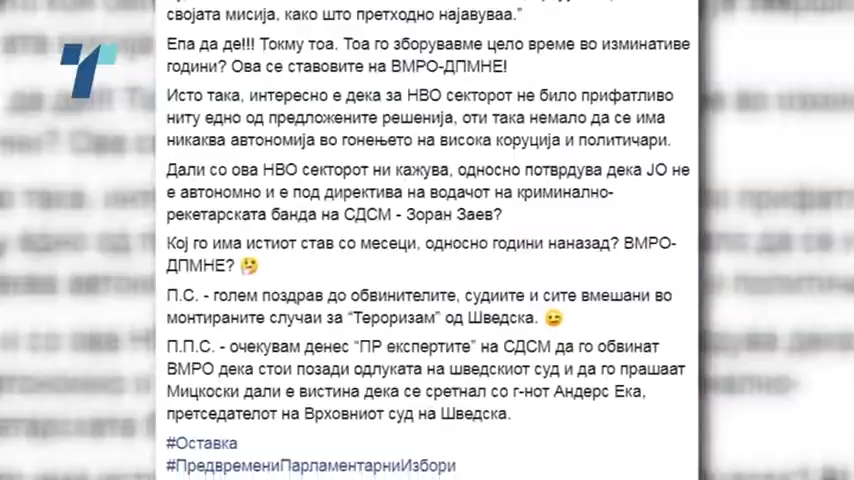 својата мисија, како што претходно најавуваа.”
Епа да де!!! Токму тоа. Тоа го зборувавме цело време во изминативе
години? Ова се ставовите на ВМРО-ДПМНЕ!
Исто така, интересно е дека за НВО секторот не било прифатливо
ниту едно од предложените решенија, оти така немало да се има
никаква автономија во гонењето на висока коруција и политичари.
Дали со ова НВО секторот ни кажува, односно потврдува дека ЈО не
е автономно и е под директива на водачот на криминално-
рекетарската банда на СДСМ - Зоран Заев?
Кој го има истиот став со месеци, односно години наназад? ВМРО-
ДПМНЕ? 🤔
П.С. - голем поздрав до обвинителите, судиите и сите вмешани во
монтираните случаи за “Тероризам” од Шведска. 😉
П.П.С. - очекувам денес “ПР експертите” на СДСМ да го обвинат
ВМРО дека стои позади одлуката на шведскиот суд и да го прашаат
Мицкоски дали е вистина дека се сретнал со г-нот Андерс Ека,
претседателот на Врховниот суд на Шведска.
#Оставка
#ПредвремениПарламентарниИзбори